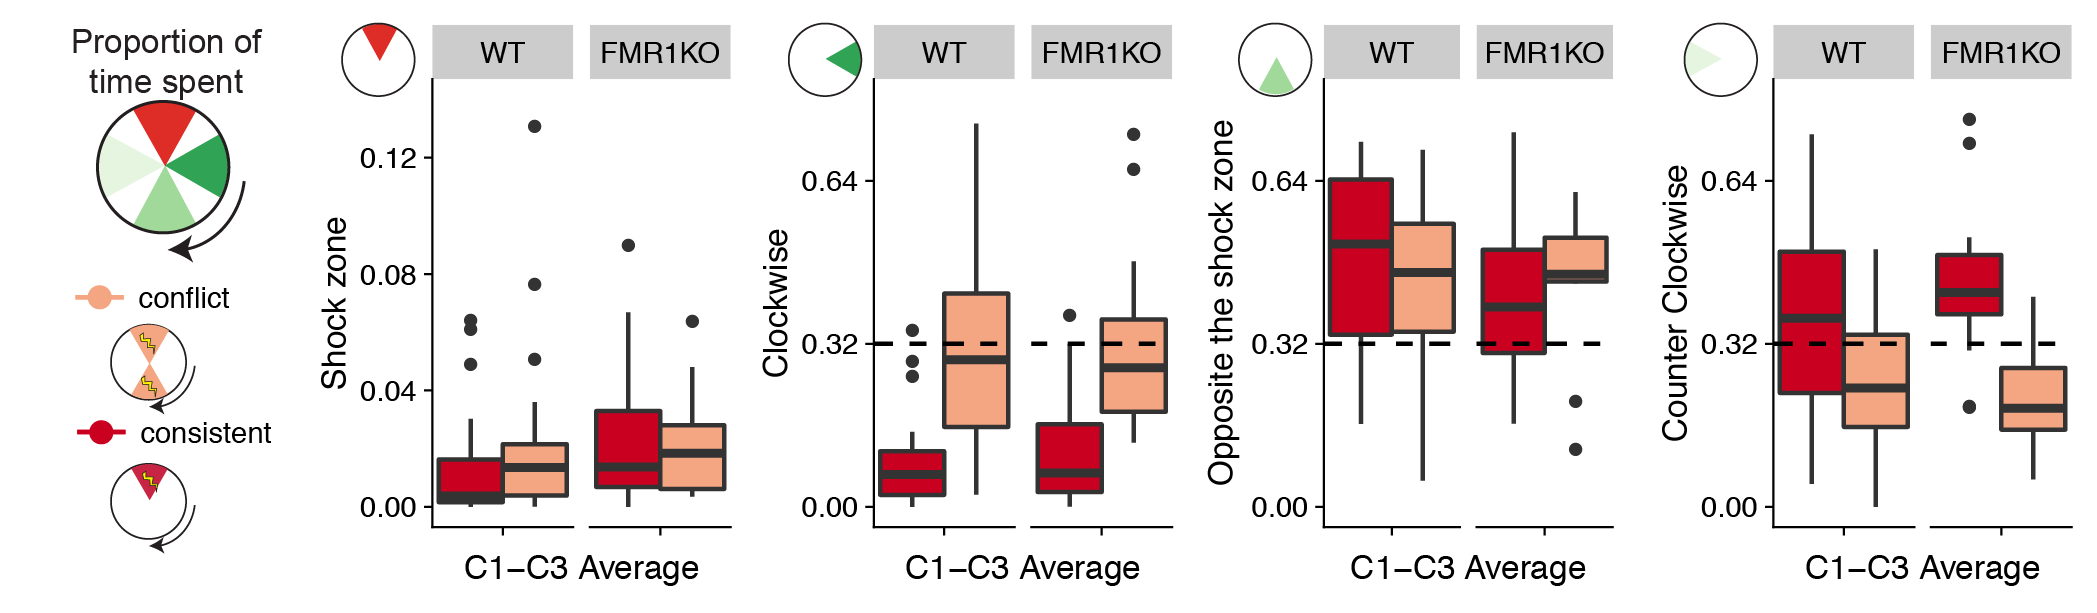 Proportion of
time spent
conflict
consistent
WT
FMR1KO
Shock zone
0.12
0.08
0.04
0.00
C1−C3 Average
WT
FMR1KO
Clockwise
0.64
0.32
0.00
C1−C3 Average
WT
FMR1KO
Opposite the shock zone
0.64
0.32
0.00
C1−C3 Average
WT
FMR1KO
Counter Clockwise
0.64
0.32
0.00
C1−C3 Average